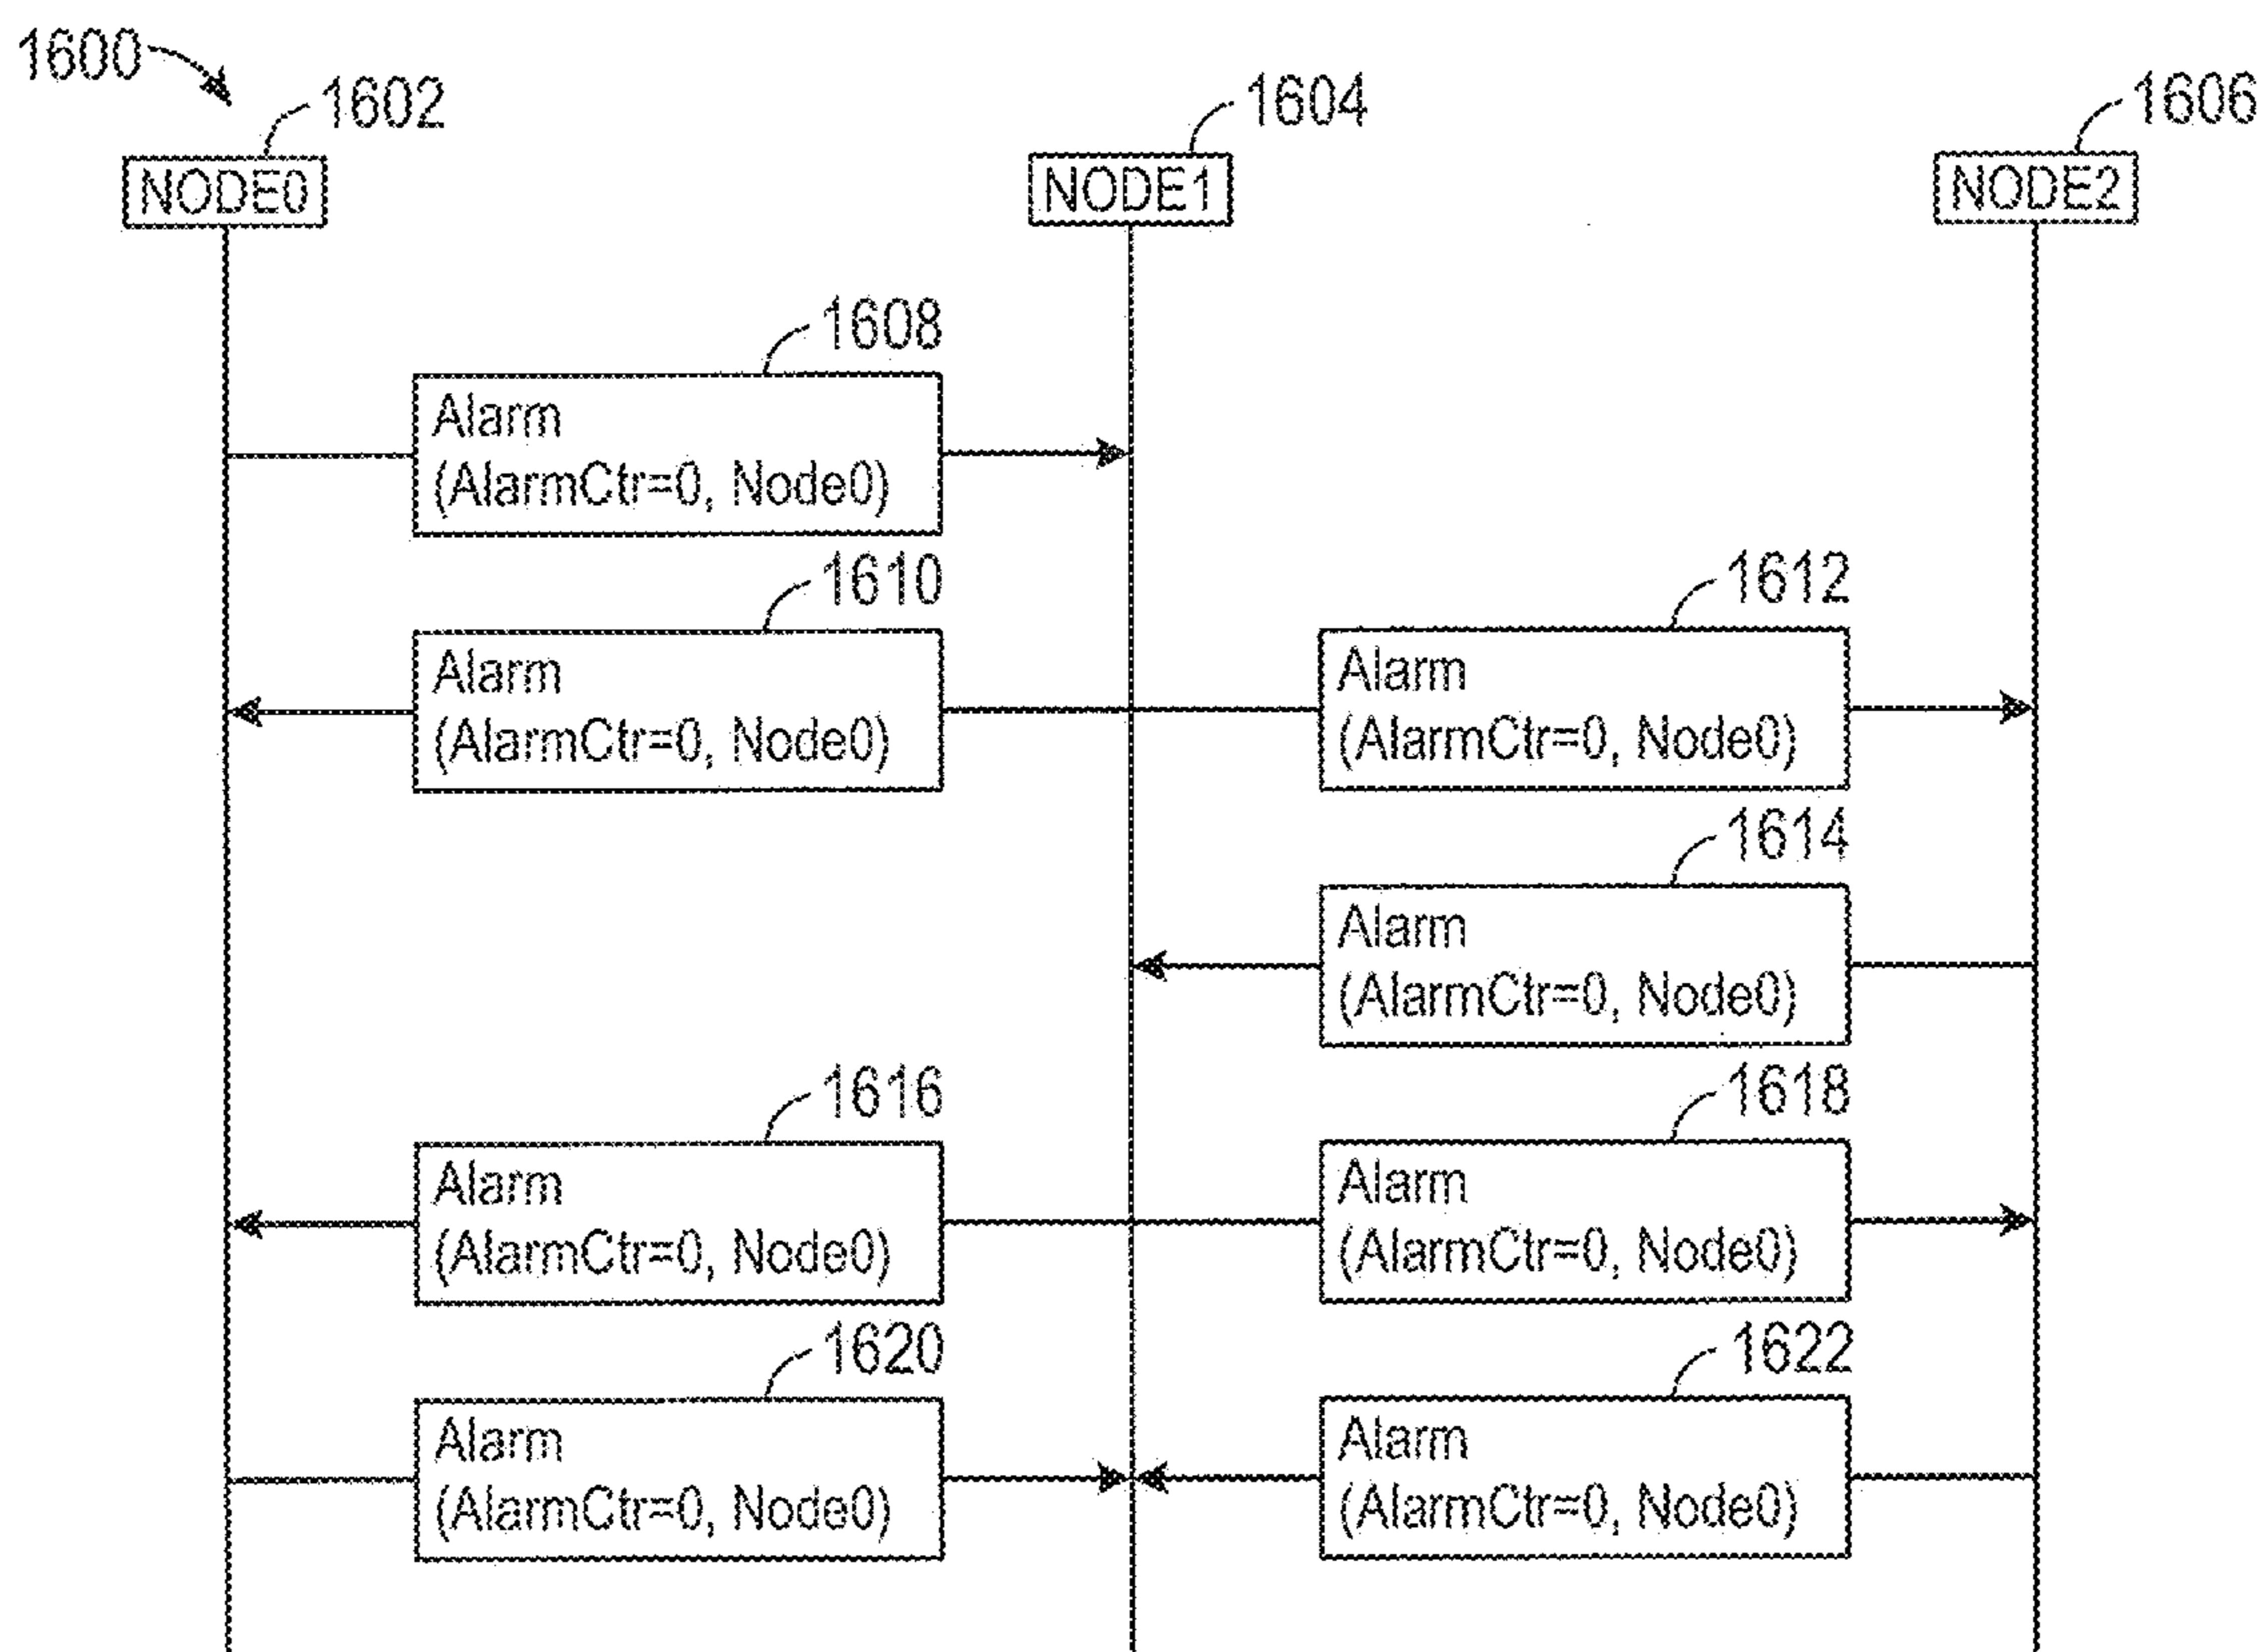 1600
1602
1604
1606
NODE0
NODE1
NODE2
1608
Alarm
(AlarmCtr=0, Node0)
1610
Alarm
(AlarmCtr=0, Node0)
1612
Alarm
(AlarmCtr=0, Node0)
1614
Alarm
(AlarmCtr=0, Node0)
1616
Alarm
(AlarmCtr=0, Node0)
1618
Alarm
(AlarmCtr=0, Node0)
1620
Alarm
(AlarmCtr=0, Node0)
1622
Alarm
(AlarmCtr=0, Node0)